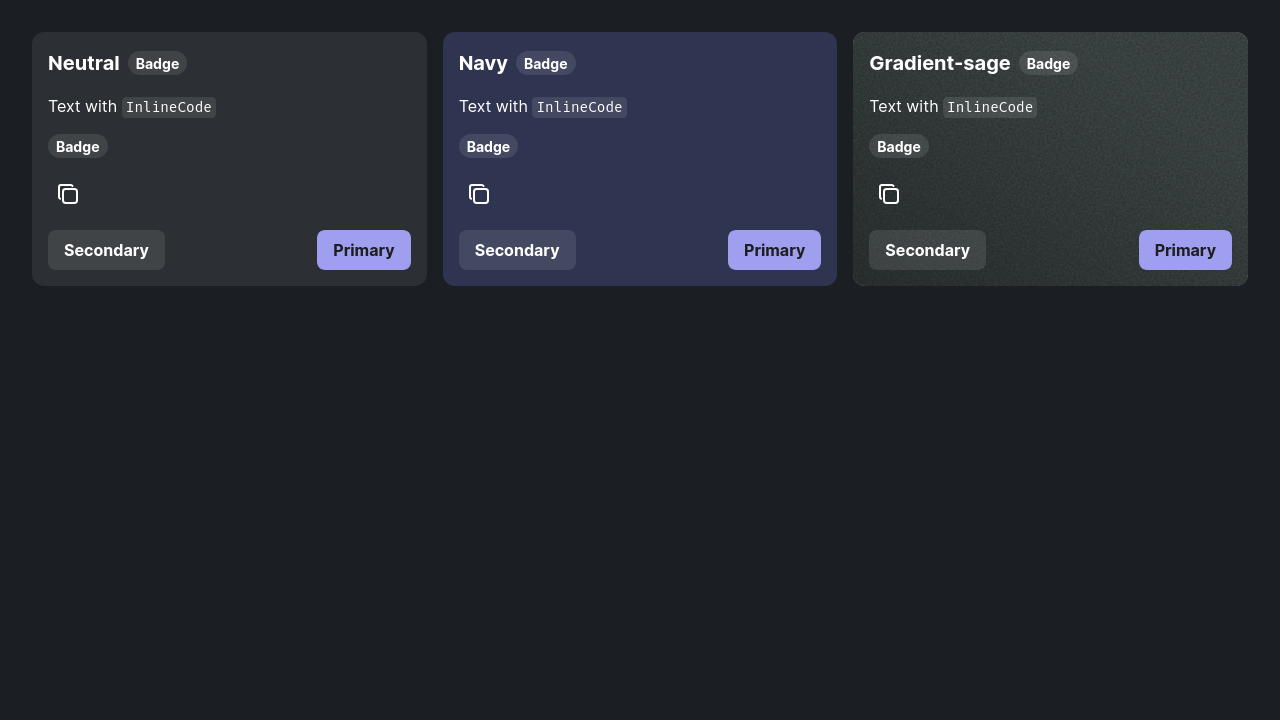 Neutral Badge
Text with InlineCode
Badge
Secondary Primary
Navy Badge
Text with InlineCode
Badge
Secondary Primary
Gradient-sage Badge
Text with InlineCode
Badge
Secondary Primary